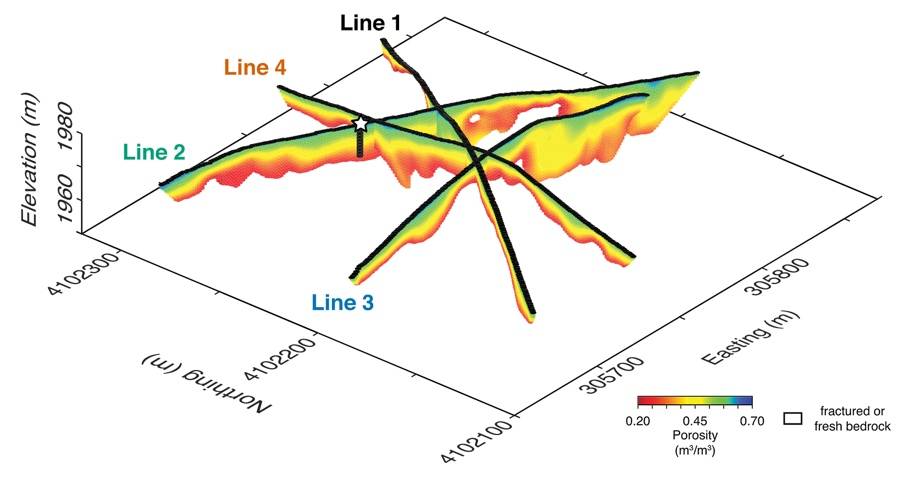 Line 1
Line 4
Line 2
Line 3
Elevation (m)
1980
1960
4102300
4102200
4102100
Northing (m)
305800
305700
Easting (m)
0.20 0.45 0.70
Porosity
(m³/m³)
fractured or
fresh bedrock